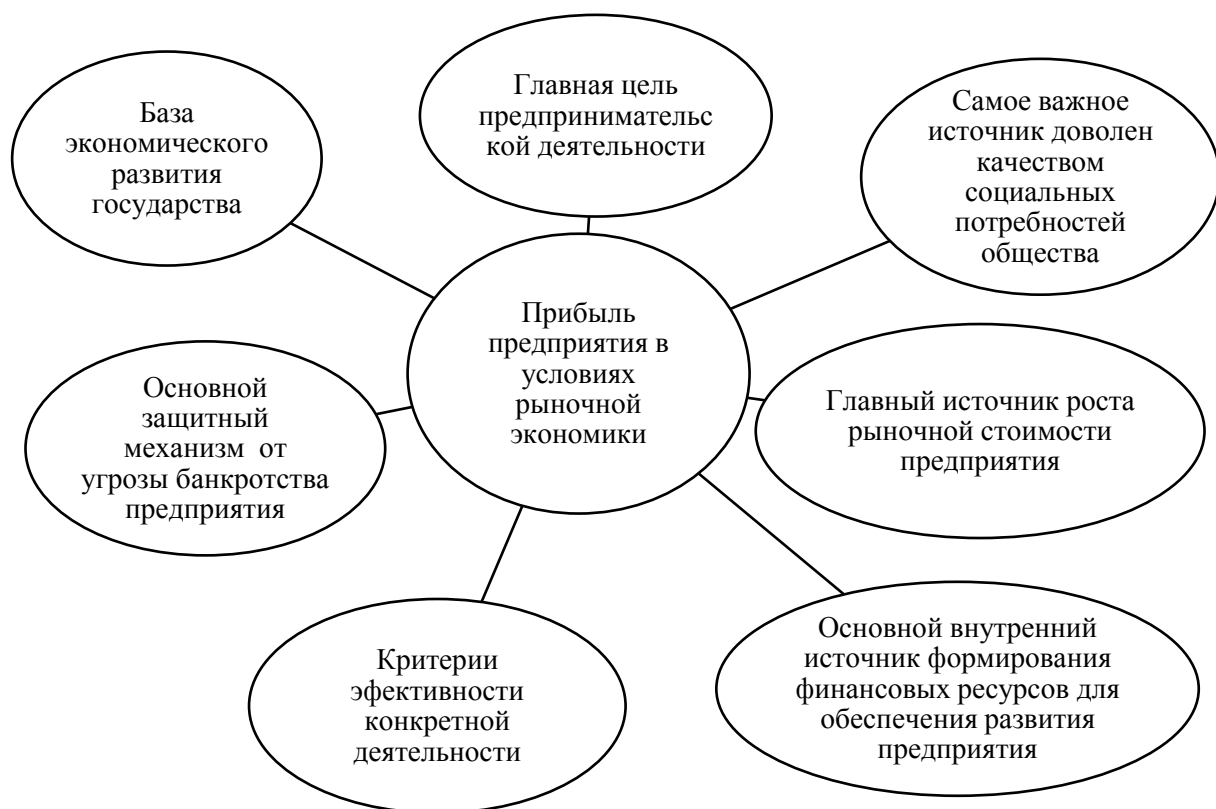 База
экономического
развития
государства
Главная цель
предпринимательс
кой деятельности
Самое важное
источник доволен
качеством
социальных
потребностей
общества
Прибыль
предприятия в
условиях
рыночной
экономики
Основной
защитный
механизм от
угрозы банкротства
предприятия
Главный источник роста
рыночной стоимости
предприятия
Критерии
эфективности
конкретной
деятельности
Основной внутренний
источник формирования
финансовых ресурсов для
обеспечения развития
предприятия